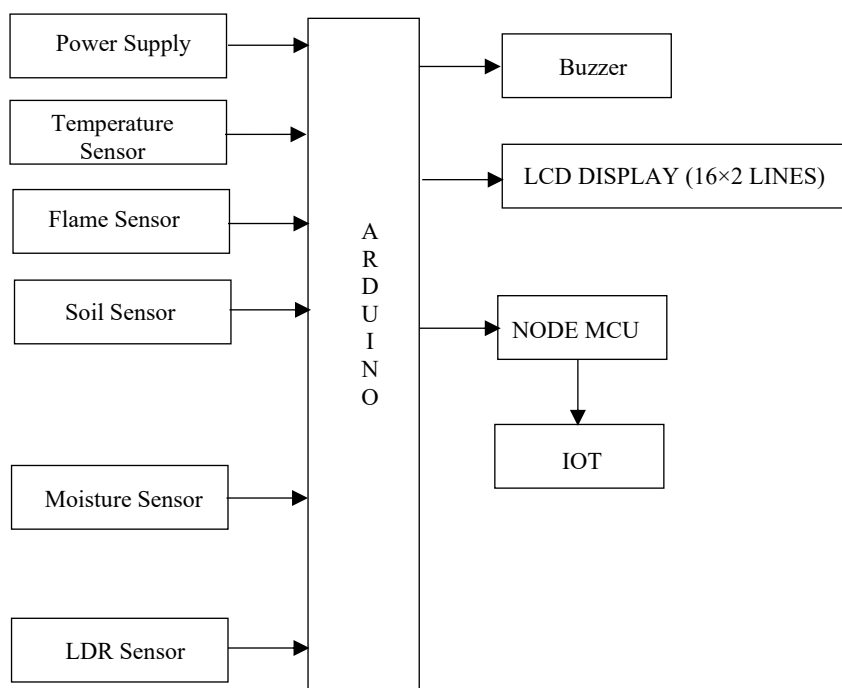 Power Supply
Buzzer
Temperature
Sensor
LCD DISPLAY (16×2 LINES)
Flame Sensor
A
R
D
U
I
N
O
Soil Sensor
NODE MCU
IOT
Moisture Sensor
LDR Sensor